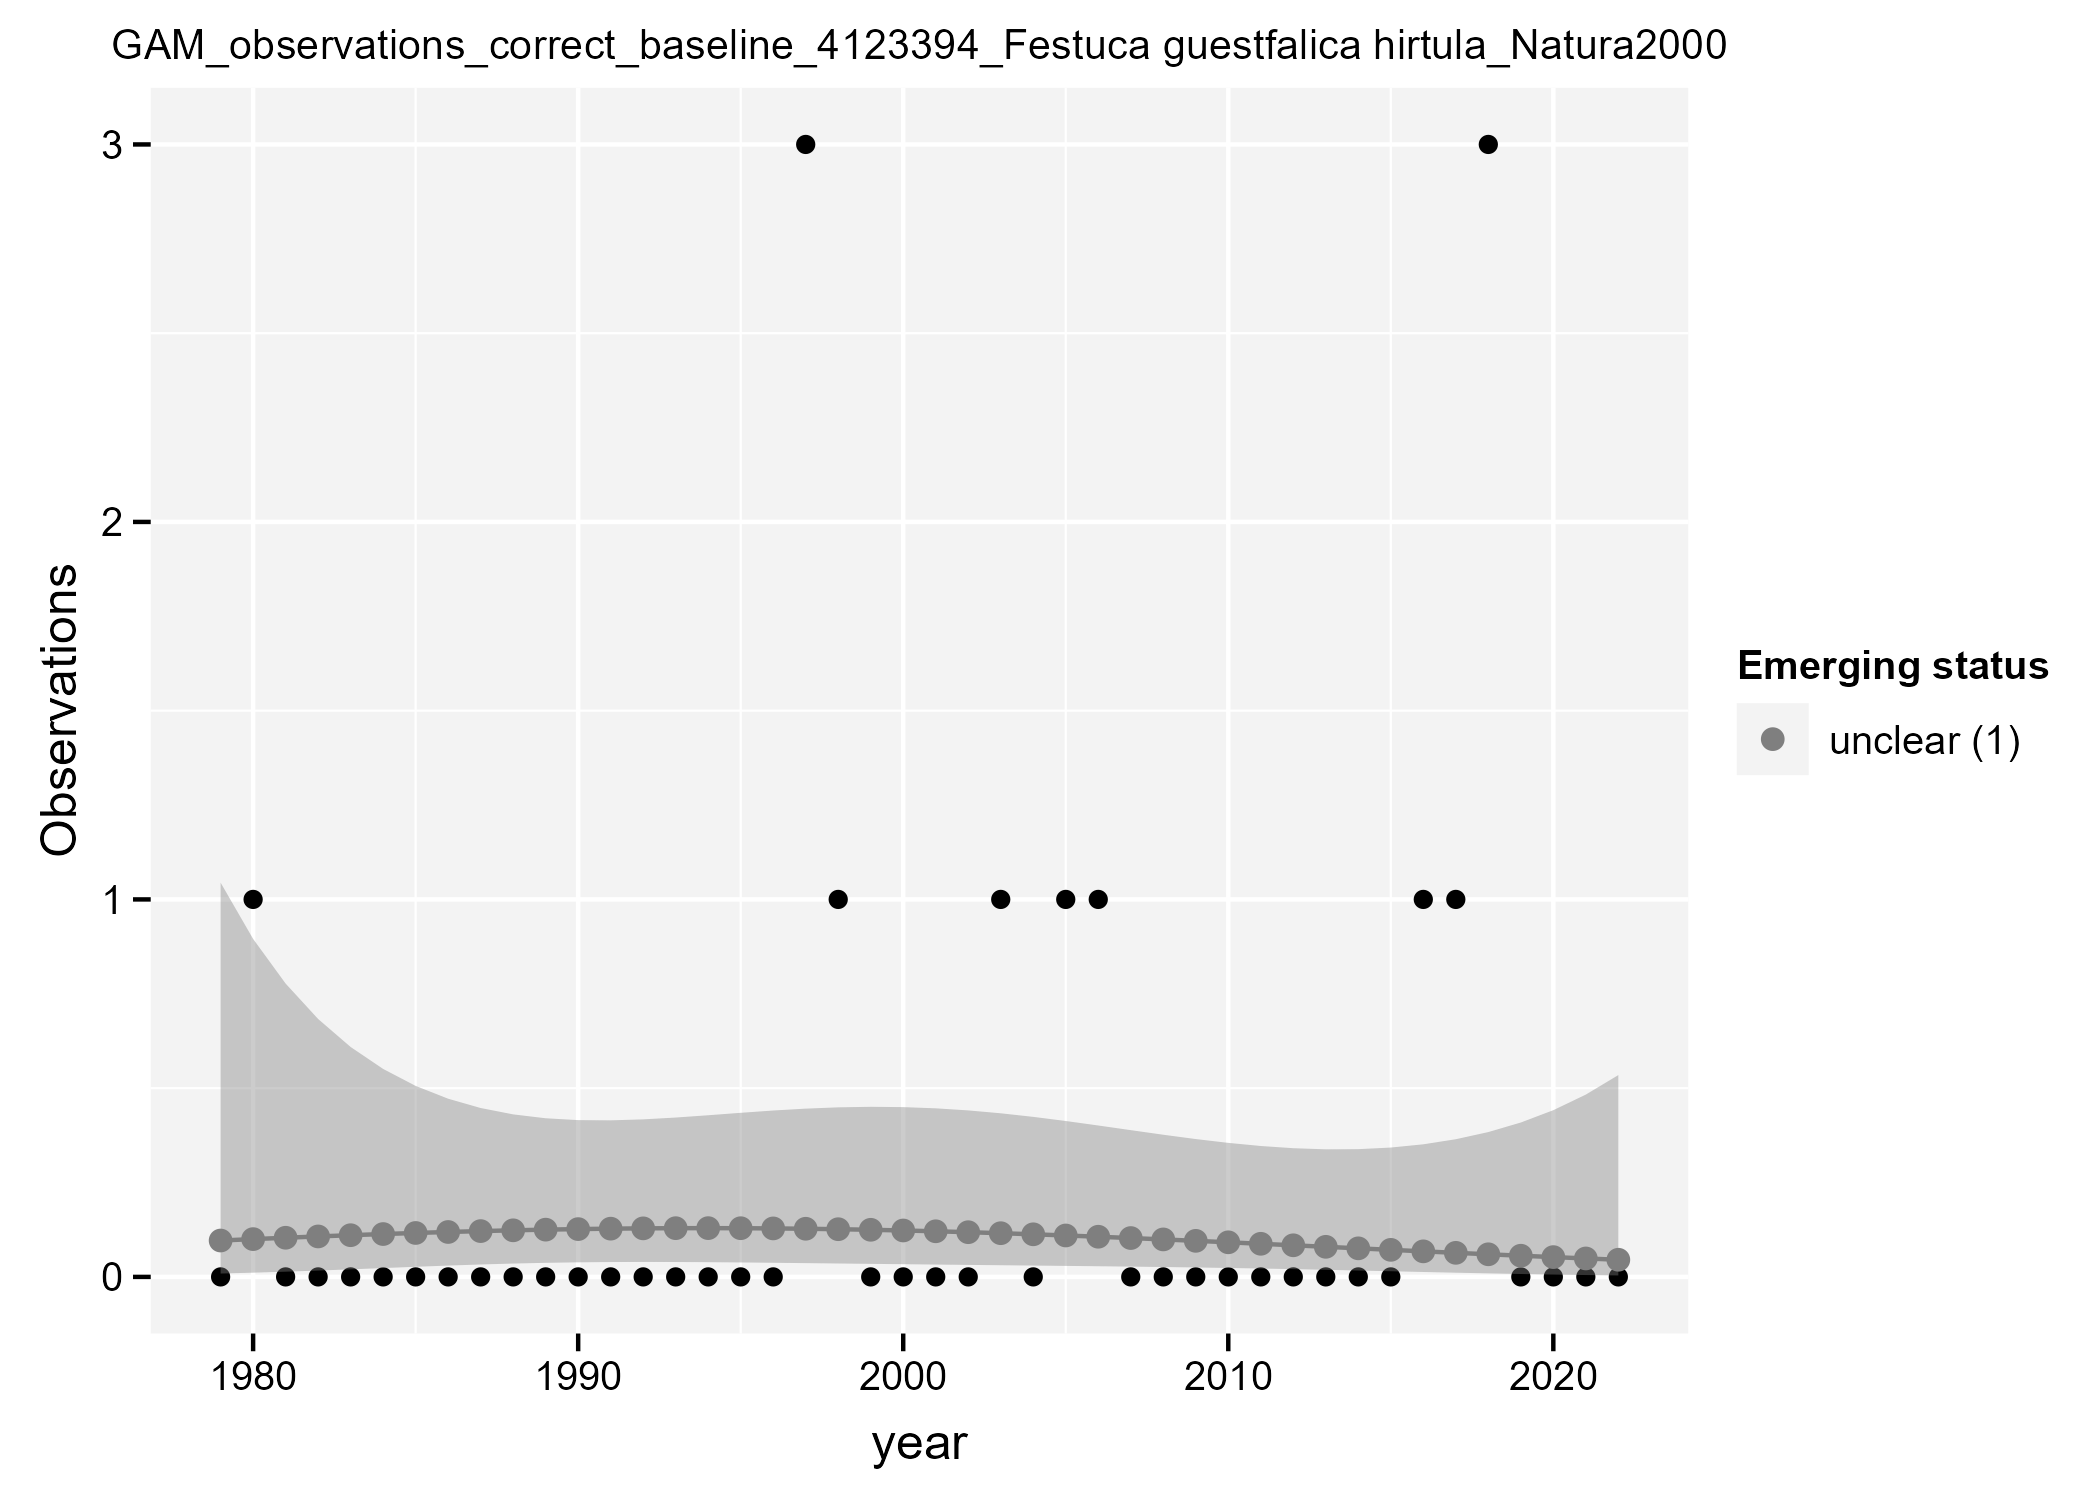 GAM_observations_correct_baseline_4123394_Festuca guestfalica hirtula_Natura2000
3
2
1
0
Observations
1980
1990
2000
2010
2020
year
Emerging status
unclear (1)